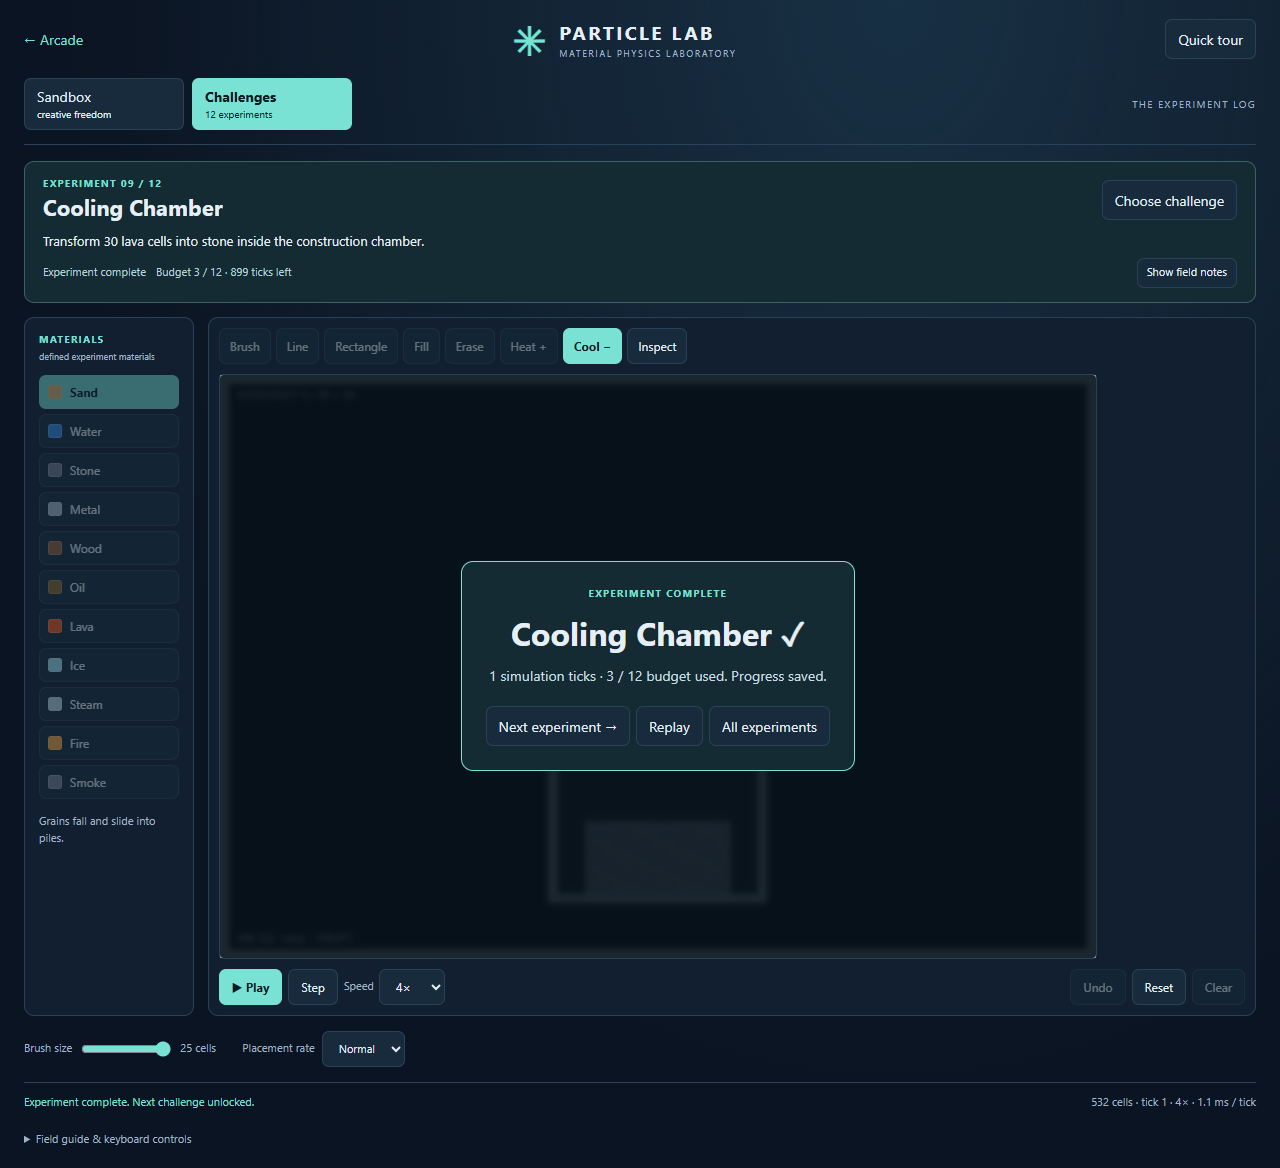 ← Arcade
PARTICLE LAB
MATERIAL PHYSICS LABORATORY
Quick tour
Sandbox
creative freedom
Challenges
12 experiments
THE EXPERIMENT LOG
EXPERIMENT 09 / 12
Cooling Chamber
Transform 30 lava cells into stone inside the construction chamber.
Experiment complete Budget 3 / 12 · 899 ticks left
Choose challenge
Show field notes
MATERIALS
defined experiment materials
Sand
Water
Stone
Metal
Wood
Oil
Lava
Ice
Steam
Fire
Smoke
Grains fall and slide into
piles.
Brush
Line
Rectangle
Fill
Erase
Heat +
Cool −
Inspect
EXPERIMENT COMPLETE
Cooling Chamber ✓
1 simulation ticks · 3 / 12 budget used. Progress saved.
Next experiment →
Replay
All experiments
▶ Play
Step
Speed
4×
Undo
Reset
Clear
Brush size
25 cells
Placement rate
Normal
Experiment complete. Next challenge unlocked.
532 cells · tick 1 · 4× · 1.1 ms / tick
▶ Field guide & keyboard controls